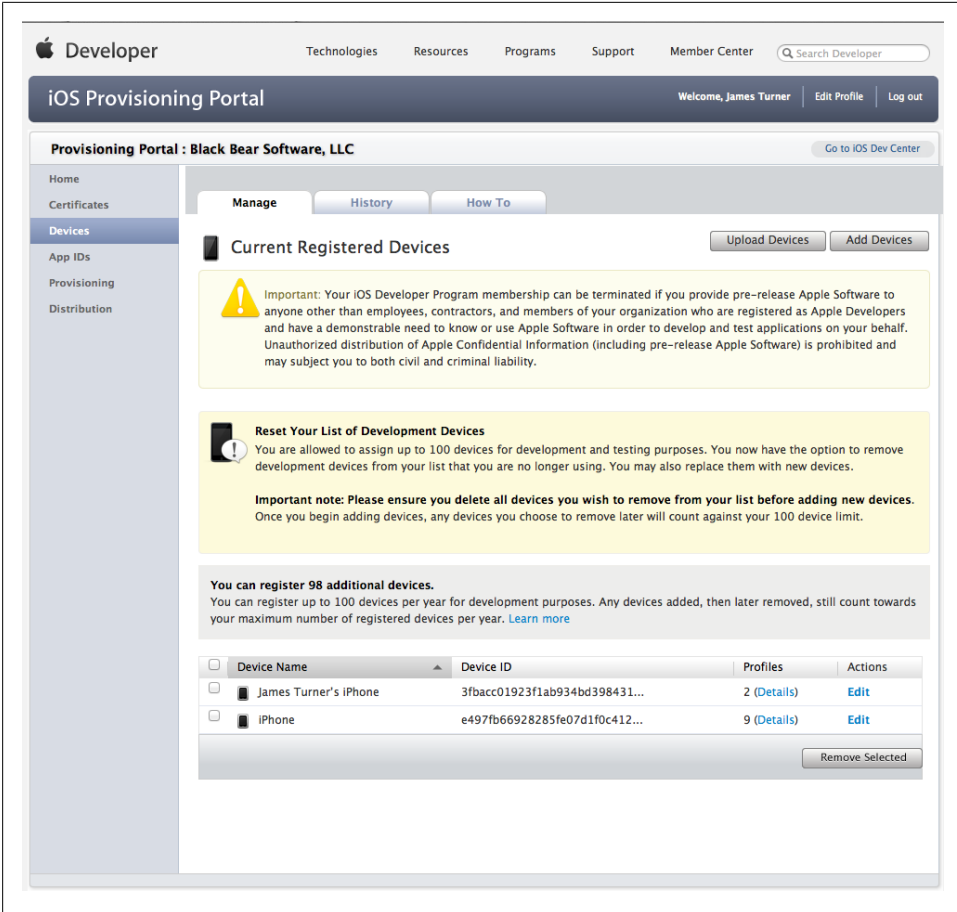 Developer
Technologies Resources Programs Support Member Center Search Developer
iOS Provisioning Portal
Welcome, James Turner Edit Profile Log out
Provisioning Portal : Black Bear Software, LLC
Go to iOS Dev Center
Home
Certificates
Devices
App IDs
Provisioning
Distribution
Manage History How To
Current Registered Devices
Upload Devices Add Devices
Important: Your iOS Developer Program membership can be terminated if you provide pre-release Apple Software to
anyone other than employees, contractors, and members of your organization who are registered as Apple Developers
and have a demonstrable need to know or use Apple Software in order to develop and test applications on your behalf.
Unauthorized distribution of Apple Confidential Information (including pre-release Apple Software) is prohibited and
may subject you to both civil and criminal liability.
Reset Your List of Development Devices
You are allowed to assign up to 100 devices for development and testing purposes. You now have the option to remove
development devices from your list that you are no longer using. You may also replace them with new devices.
Important note: Please ensure you delete all devices you wish to remove from your list before adding new devices.
Once you begin adding devices, any devices you choose to remove later will count against your 100 device limit.
You can register 98 additional devices.
You can register up to 100 devices per year for development purposes. Any devices added, then later removed, still count towards
your maximum number of registered devices per year. Learn more
Device Name Device ID Profiles Actions
James Turner's iPhone 3fbacc01923f1ab934bd398431... 2 (Details) Edit
iPhone e497fb66928285fe07d1f0c412... 9 (Details) Edit
Remove Selected